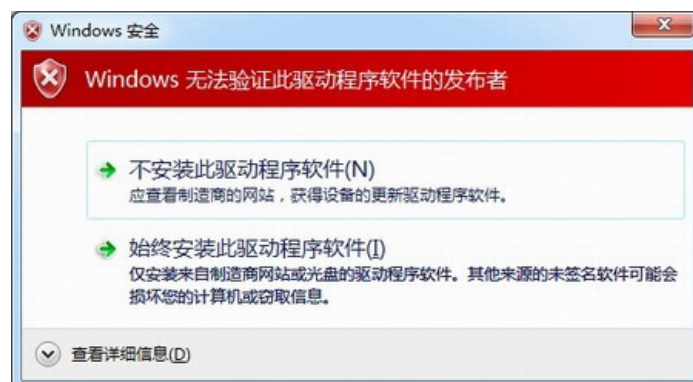 Windows 安全
Windows 无法验证此驱动程序软件的发布者
不安装此驱动程序软件(N)
应查看制造商的网站，获得设备的更新驱动程序软件。
始终安装此驱动程序软件(I)
仅安装来自制造商网站或光盘的驱动程序软件。其他来源的未签名软件可能会
损坏您的计算机或窃取信息。
查看详细信息(D)